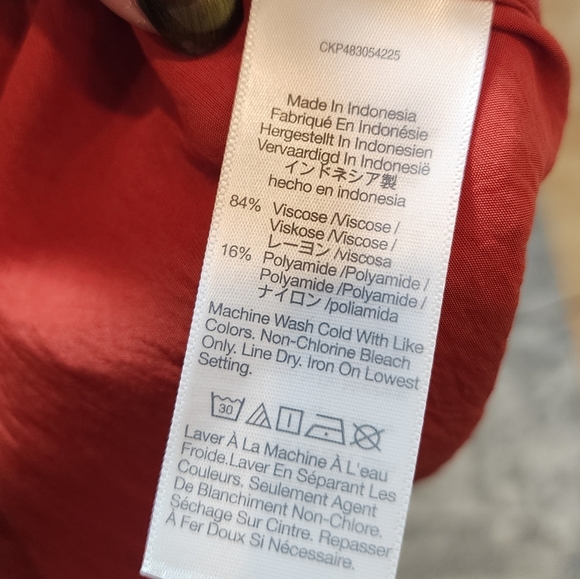 CKP483054225
Made In Indonesia
Fabriqué En Indonésie
Hergestellt In Indonesien
Vervaardigd In Indonesië
インドネシア製
hecho en indonesia
84% Viscose /Viscose /
Viskose /Viscose /
レーヨン /viscosa
16% Polyamide /Polyamide /
Polyamide /Polyamide /
ナイロン /poliamida
Machine Wash Cold With Like
Colors. Non-Chlorine Bleach
Only. Line Dry. Iron On Lowest
Setting.
30
Laver À La Machine À L'eau
Froide.Laver En Séparant Les
Couleurs. Seulement Agent
De Blanchiment Non-Chlore.
Séchage Sur Cintre. Repasser
À Fer Doux Si Nécessaire.